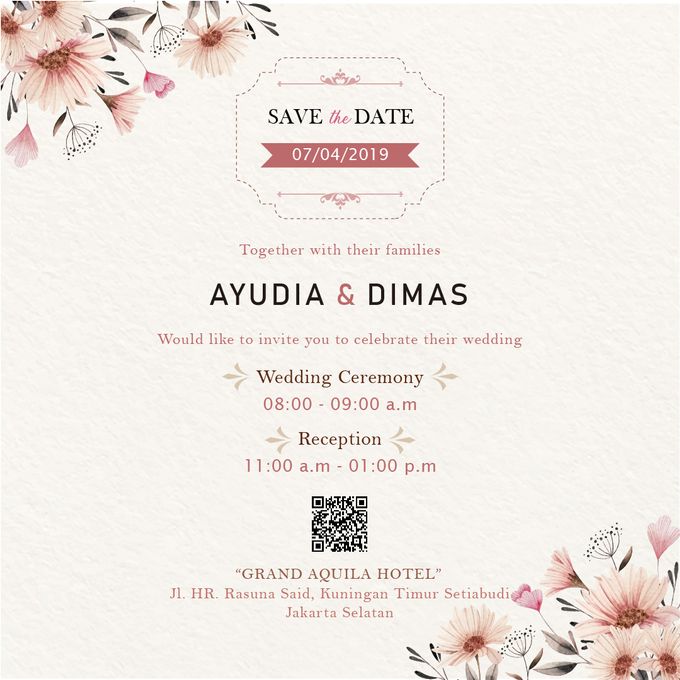 SAVE the DATE
07/04/2019
Together with their families
AYUDIA & DIMAS
Would like to invite you to celebrate their wedding
Wedding Ceremony
08:00 - 09:00 a.m
Reception
11:00 a.m - 01:00 p.m
“GRAND AQUILA HOTEL”
Jl. HR. Rasuna Said, Kuningan Timur Setiabudi
Jakarta Selatan